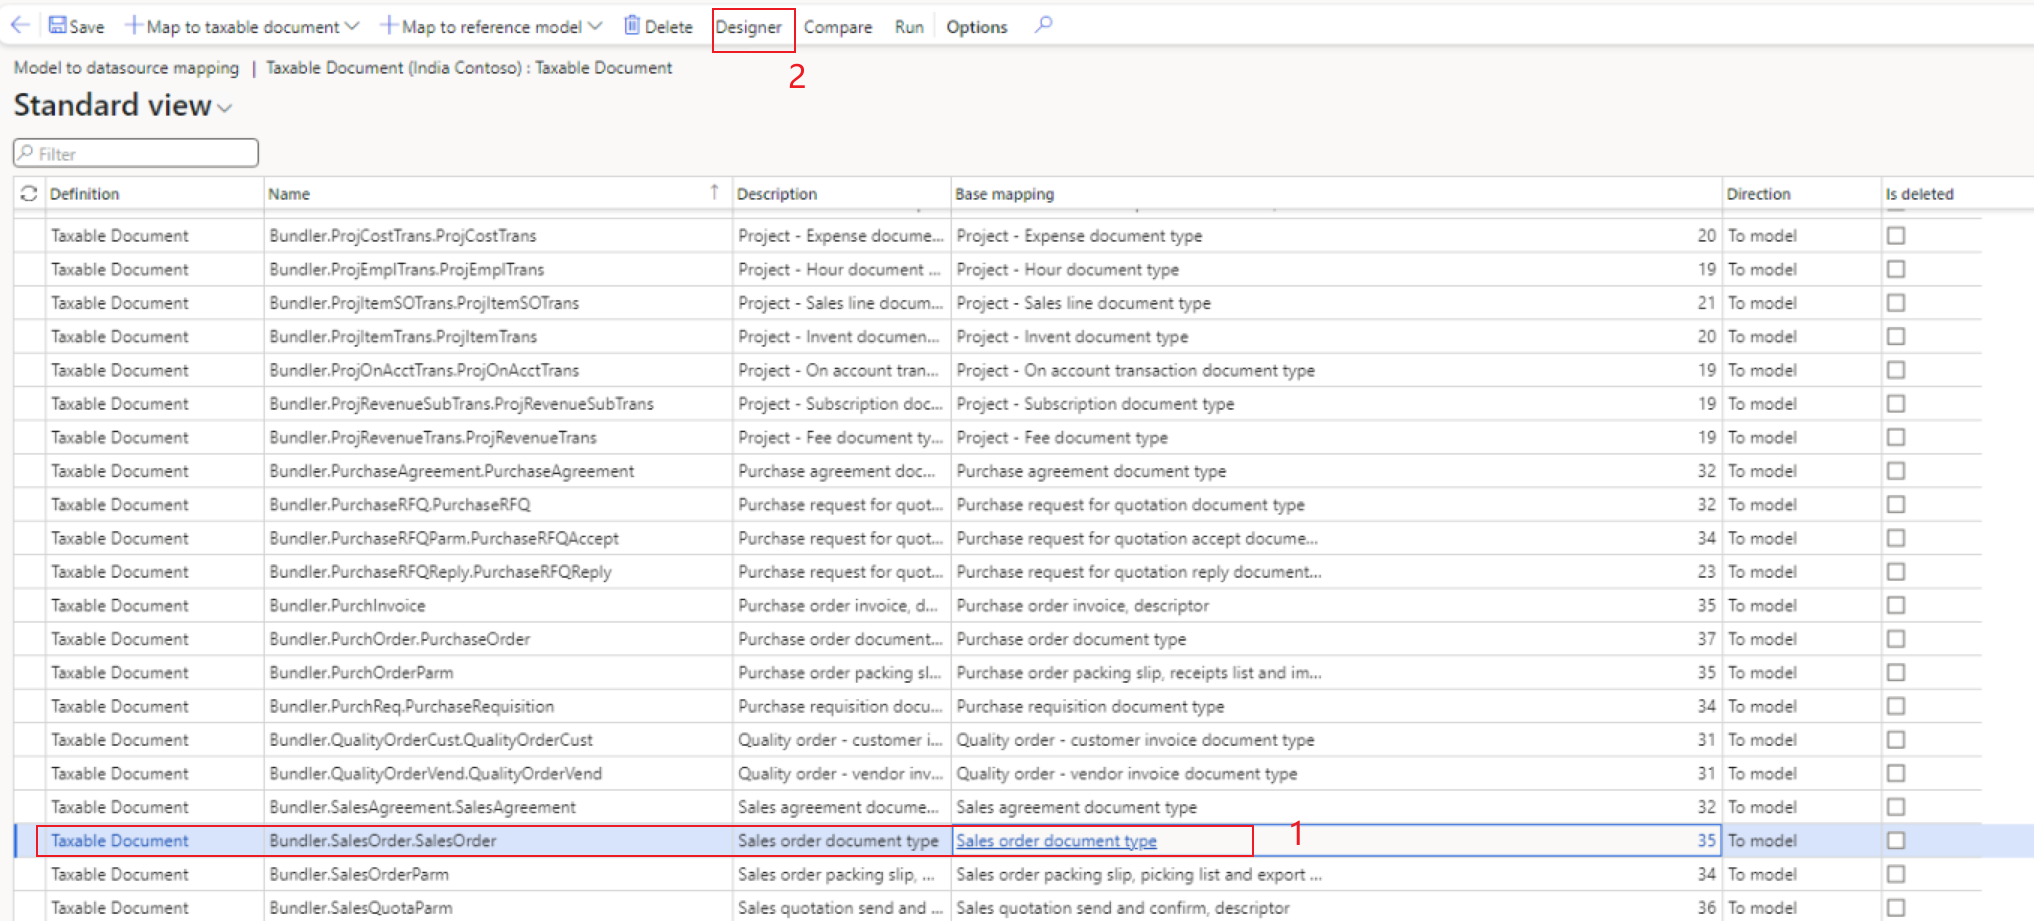 Save Map to taxable document Map to reference model Delete Designer Compare Run Options
2
Model to datasource mapping | Taxable Document (India Contoso) : Taxable Document
Standard view
Filter
Definition Name Description Base mapping Direction Is deleted
Taxable Document Bundler.ProjCostTrans.ProjCostTrans Project - Expense docume... Project - Expense document type 20 To model
Taxable Document Bundler.ProjEmplTrans.ProjEmplTrans Project - Hour document ... Project - Hour document type 19 To model
Taxable Document Bundler.ProjItemSOTrans.ProjItemSOTrans Project - Sales line docum... Project - Sales line document type 21 To model
Taxable Document Bundler.ProjItemTrans.ProjItemTrans Project - Invent documen... Project - Invent document type 20 To model
Taxable Document Bundler.ProjOnAcctTrans.ProjOnAcctTrans Project - On account tran... Project - On account transaction document type 19 To model
Taxable Document Bundler.ProjRevenueSubTrans.ProjRevenueSubTrans Project - Subscription doc... Project - Subscription document type 19 To model
Taxable Document Bundler.ProjRevenueTrans.ProjRevenueTrans Project - Fee document ty... Project - Fee document type 19 To model
Taxable Document Bundler.PurchaseAgreement.PurchaseAgreement Purchase agreement doc... Purchase agreement document type 32 To model
Taxable Document Bundler.PurchaseRFQ.PurchaseRFQ Purchase request for quot... Purchase request for quotation document type 32 To model
Taxable Document Bundler.PurchaseRFQParm.PurchaseRFQAccept Purchase request for quot... Purchase request for quotation accept docume... 34 To model
Taxable Document Bundler.PurchaseRFQReply.PurchaseRFQReply Purchase request for quot... Purchase request for quotation reply document... 23 To model
Taxable Document Bundler.PurchInvoice Purchase order invoice, d... Purchase order invoice, descriptor 35 To model
Taxable Document Bundler.PurchOrder.PurchaseOrder Purchase order document... Purchase order document type 37 To model
Taxable Document Bundler.PurchOrderParm Purchase order packing sl... Purchase order packing slip, receipts list and im... 35 To model
Taxable Document Bundler.PurchReq.PurchaseRequisition Purchase requisition docu... Purchase requisition document type 34 To model
Taxable Document Bundler.QualityOrderCust.QualityOrderCust Quality order - customer i... Quality order - customer invoice document type 31 To model
Taxable Document Bundler.QualityOrderVend.QualityOrderVend Quality order - vendor inv... Quality order - vendor invoice document type 31 To model
Taxable Document Bundler.SalesAgreement.SalesAgreement Sales agreement docume... Sales agreement document type 32 To model
Taxable Document Bundler.SalesOrder.SalesOrder Sales order document type Sales order document type 1 35 To model
Taxable Document Bundler.SalesOrderParm Sales order packing slip, ... Sales order packing slip, picking list and export ... 34 To model
Taxable Document Bundler.SalesQuotaParm Sales quotation send and ... Sales quotation send and confirm, descriptor 36 To model